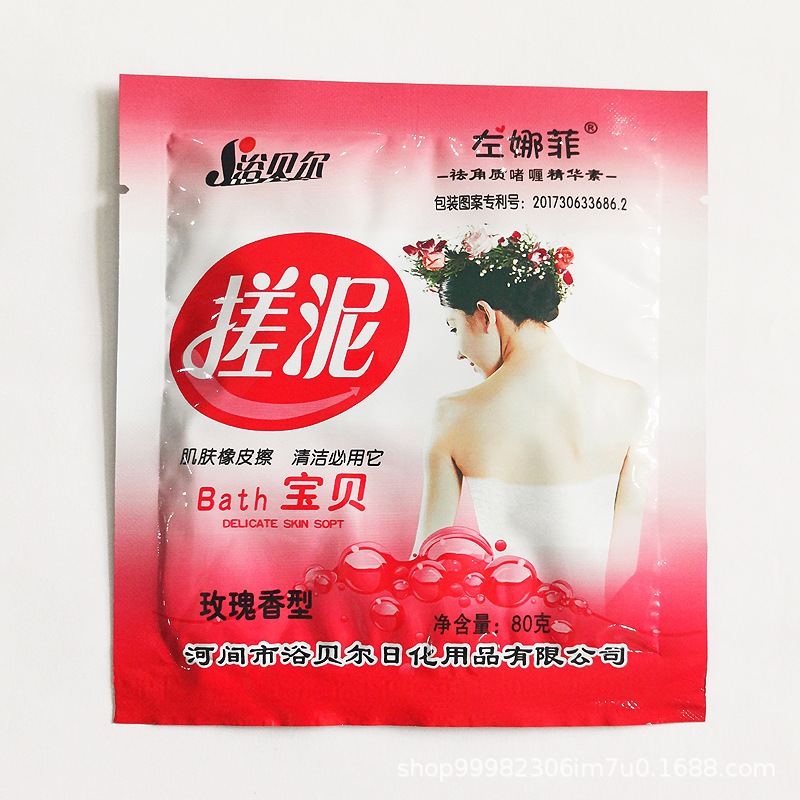 浴贝尔
左娜菲®
–祛角质啫喱精华素–
包装图案专利号：201730633686.2
搓泥
肌肤橡皮擦 清洁必用它
Bath 宝贝
DELICATE SKIN SOPT
玫瑰香型
净含量：80克
河间市浴贝尔日化用品有限公司
shop99982306im7u0.1688.com